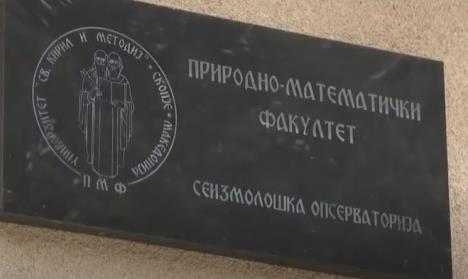 УНИВЕРЗИТЕТ "СВ. КИРИЛ И МЕТОДИЈ" • СКОПЈЕ • МАКЕДОНИЈА
ПМФ
ПРИРОДНО-МАТЕМАТИЧКИ
ФАКУЛТЕТ
СЕИЗМОЛОШКА ОПСЕРВАТОРИЈА